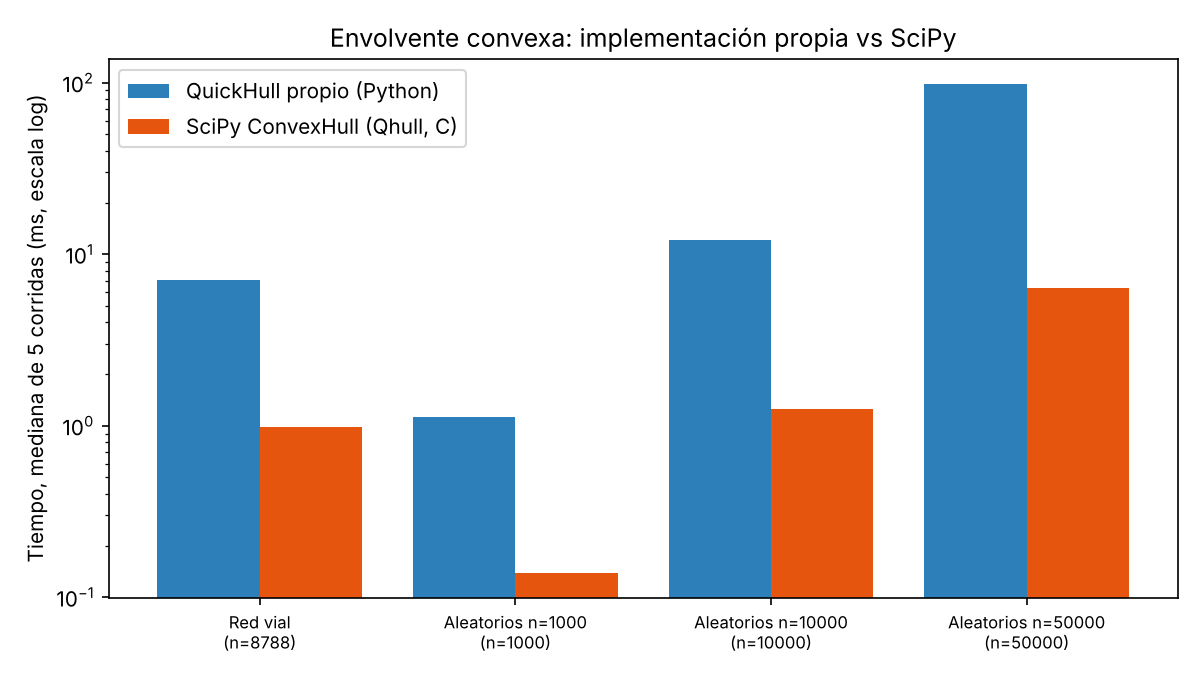 Envolvente convexa: implementación propia vs SciPy
QuickHull propio (Python)
SciPy ConvexHull (Qhull, C)
Tiempo, mediana de 5 corridas (ms, escala log)
10²
10¹
10⁰
10⁻¹
Red vial
(n=8788)
Aleatorios n=1000
(n=1000)
Aleatorios n=10000
(n=10000)
Aleatorios n=50000
(n=50000)